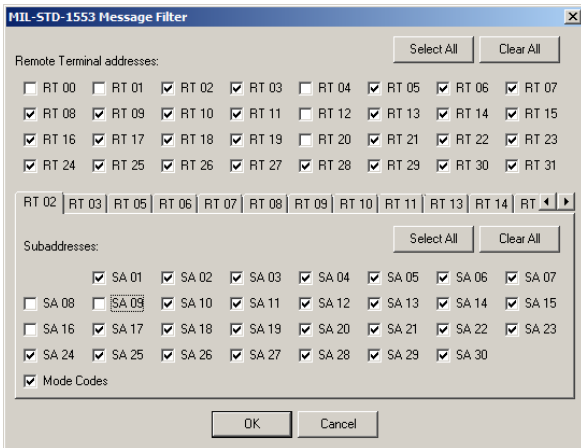 MIL-STD-1553 Message Filter
Select All Clear All
Remote Terminal addresses:
RT 00 RT 01 RT 02 RT 03 RT 04 RT 05 RT 06 RT 07
RT 08 RT 09 RT 10 RT 11 RT 12 RT 13 RT 14 RT 15
RT 16 RT 17 RT 18 RT 19 RT 20 RT 21 RT 22 RT 23
RT 24 RT 25 RT 26 RT 27 RT 28 RT 29 RT 30 RT 31
RT 02 RT 03 RT 05 RT 06 RT 07 RT 08 RT 09 RT 10 RT 11 RT 13 RT 14 RT
Select All Clear All
Subaddresses:
SA 01 SA 02 SA 03 SA 04 SA 05 SA 06 SA 07
SA 08 SA 09 SA 10 SA 11 SA 12 SA 13 SA 14 SA 15
SA 16 SA 17 SA 18 SA 19 SA 20 SA 21 SA 22 SA 23
SA 24 SA 25 SA 26 SA 27 SA 28 SA 29 SA 30
Mode Codes
OK Cancel